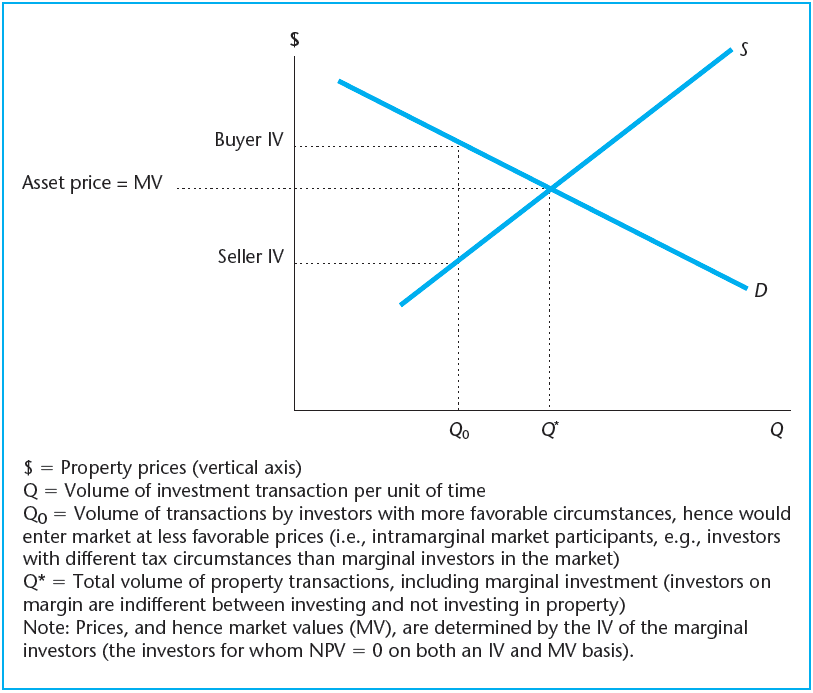 $
S
Buyer IV
Asset price = MV
Seller IV
D
Q₀
Q*
Q
$ = Property prices (vertical axis)
Q = Volume of investment transaction per unit of time
Q₀ = Volume of transactions by investors with more favorable circumstances, hence would
enter market at less favorable prices (i.e., intramarginal market participants, e.g., investors
with different tax circumstances than marginal investors in the market)
Q* = Total volume of property transactions, including marginal investment (investors on
margin are indifferent between investing and not investing in property)
Note: Prices, and hence market values (MV), are determined by the IV of the marginal
investors (the investors for whom NPV = 0 on both an IV and MV basis).